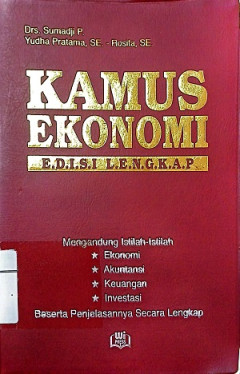 Drs. Sumadji P
Yudha Pratama, SE - Rosita, SE
KAMUS
EKONOMI
E.D.I.S.I L.E.N.G.K.A.P
Mengandung Istilah-Istilah
★ Ekonomi
★ Akuntansi
★ Keuangan
★ Investasi
Beserta Penjelasannya Secara Lengkap